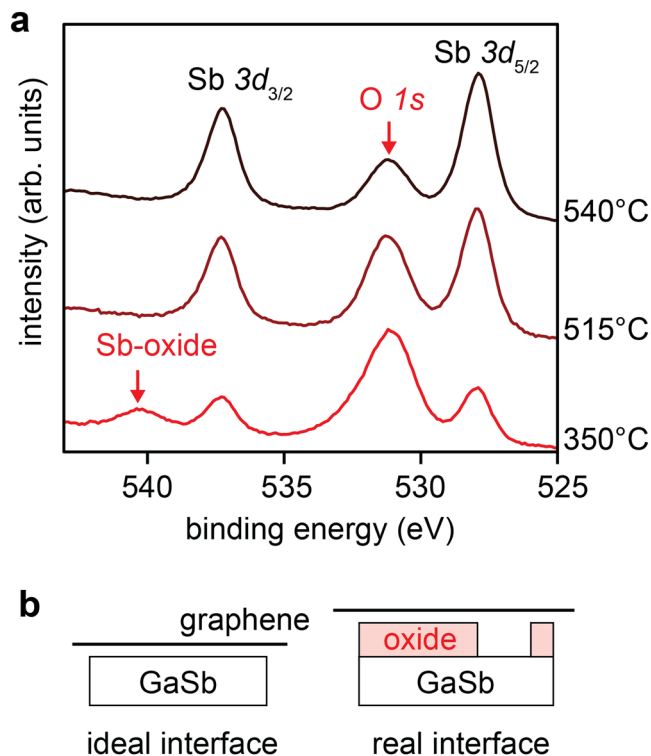 a
Sb 3d3/2
O 1s
Sb 3d5/2
540°C
515°C
Sb-oxide
350°C
intensity (arb. units)
540 535 530 525
binding energy (eV)
b
graphene
oxide
GaSb GaSb
ideal interface real interface